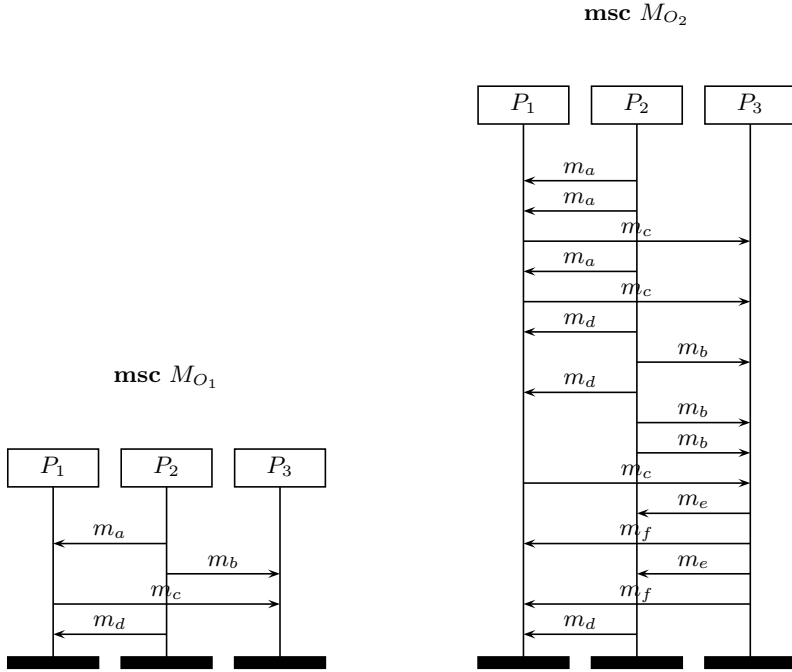 msc M_{O_1}
P_1 P_2 P_3
m_a
m_b
m_c
m_d
msc M_{O_2}
P_1 P_2 P_3
m_a
m_a
m_c
m_a
m_c
m_d
m_b
m_d
m_b
m_b
m_c
m_e
m_f
m_e
m_f
m_d